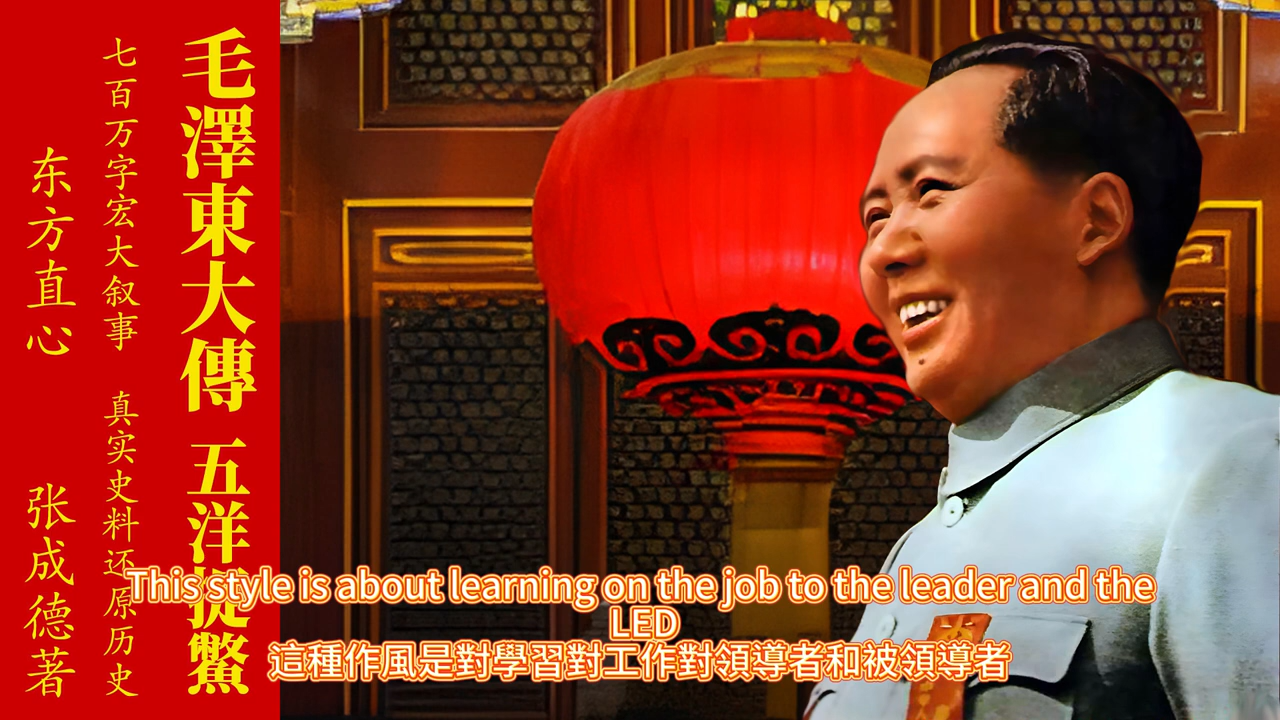 毛澤東大傳 五洋捉鱉
七百万字宏大叙事 真实史料还原历史
东方直心 张成德著
This style is about learning on the job to the leader and the
LED
這種作風是對學習對工作對領導者和被領導者